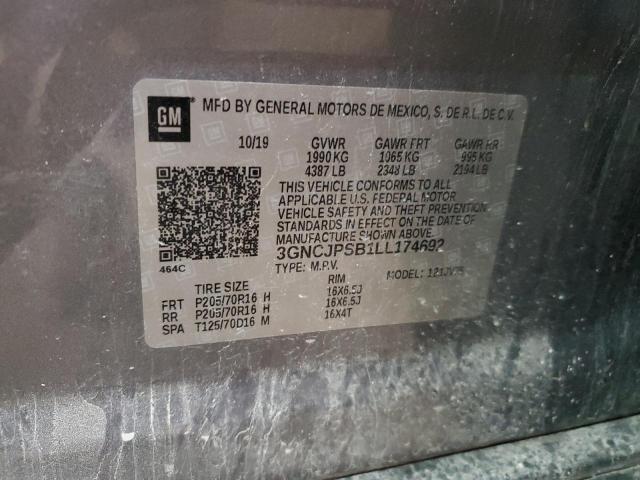 GM
MFD BY GENERAL MOTORS DE MEXICO, S. DE R.L. DE C.V.
10/19 GVWR GAWR FRT GAWR RR
1990 KG 1065 KG 995 KG
4387 LB 2348 LB 2194 LB
THIS VEHICLE CONFORMS TO ALL
APPLICABLE U.S. FEDERAL MOTOR
VEHICLE SAFETY AND THEFT PREVENTION
STANDARDS IN EFFECT ON THE DATE OF
MANUFACTURE SHOWN ABOVE.
464C
3GNCJPSB1LL174692
TYPE: M.P.V. MODEL: 1JV76
TIRE SIZE RIM
FRT P205/70R16 H 16X6.5J
RR P205/70R16 H 16X6.5J
SPA T125/70D16 M 16X4T